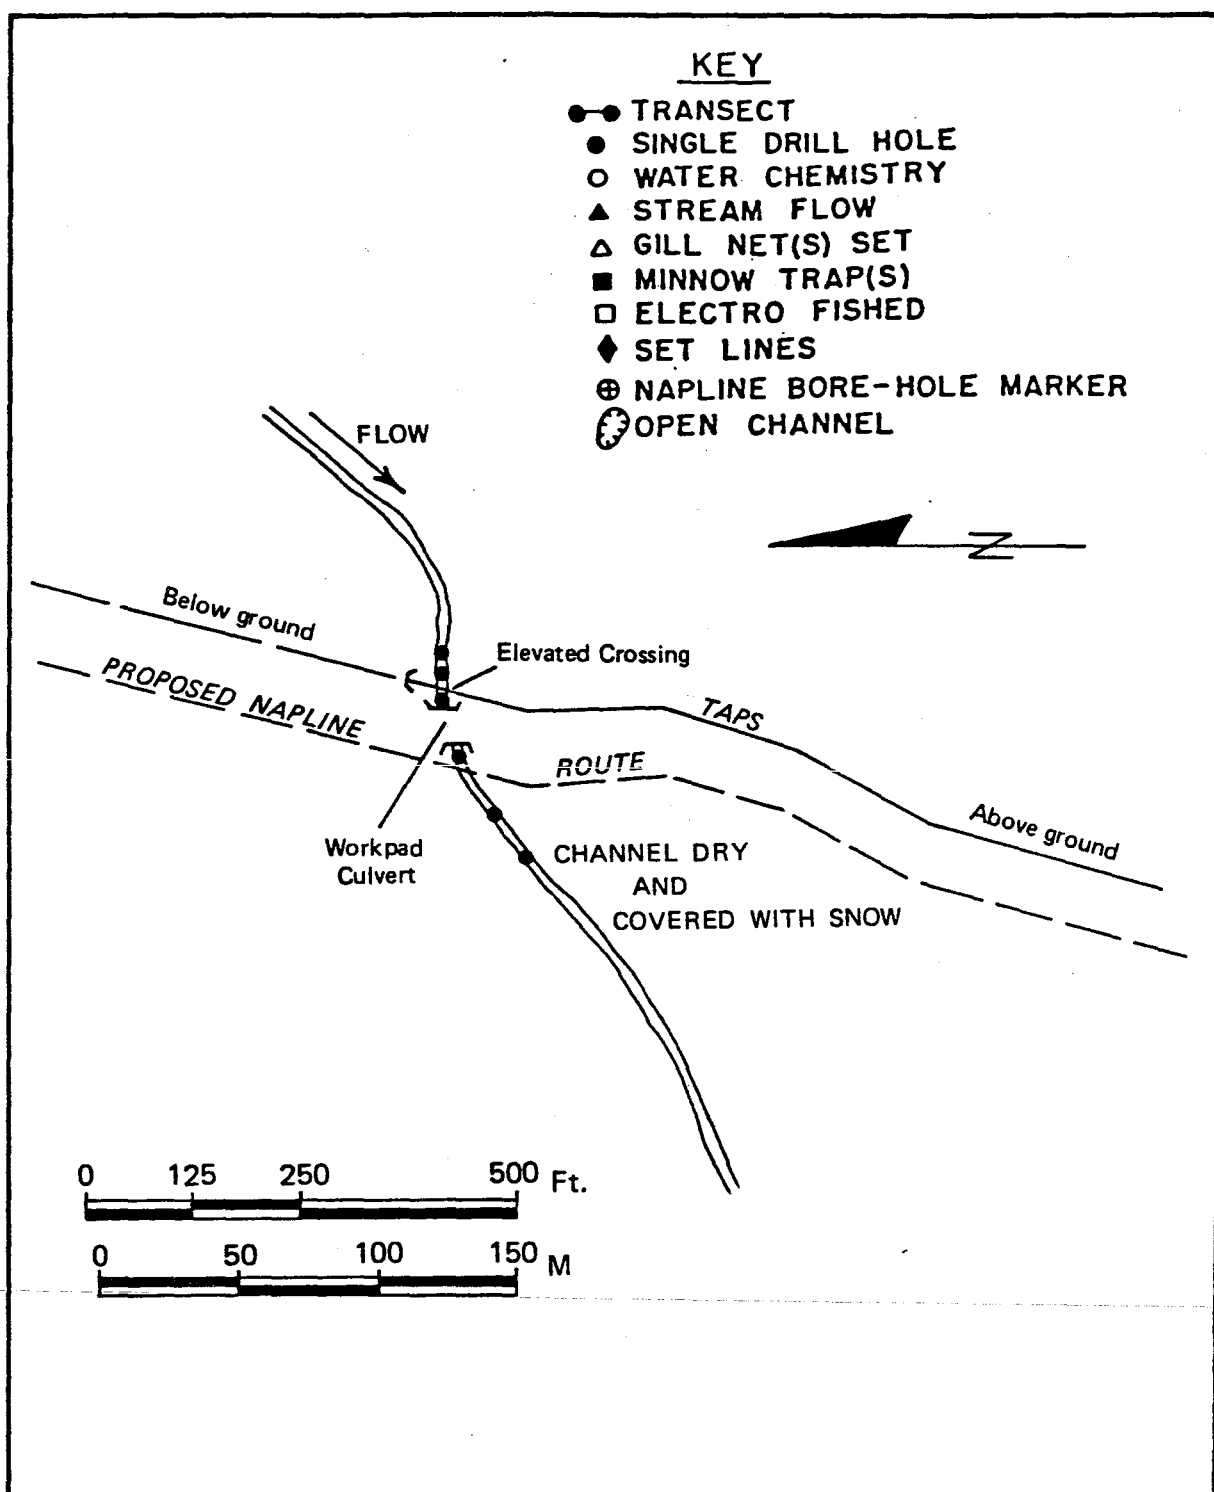 KEY
TRANSECT
SINGLE DRILL HOLE
WATER CHEMISTRY
STREAM FLOW
GILL NET(S) SET
MINNOW TRAP(S)
ELECTRO FISHED
SET LINES
NAPLINE BORE-HOLE MARKER
OPEN CHANNEL
FLOW
N
Below ground
Elevated Crossing
PROPOSED NAPLINE
TAPS
ROUTE
Above ground
Workpad
Culvert
CHANNEL DRY
AND
COVERED WITH SNOW
0 125 250 500 Ft.
0 50 100 150 M